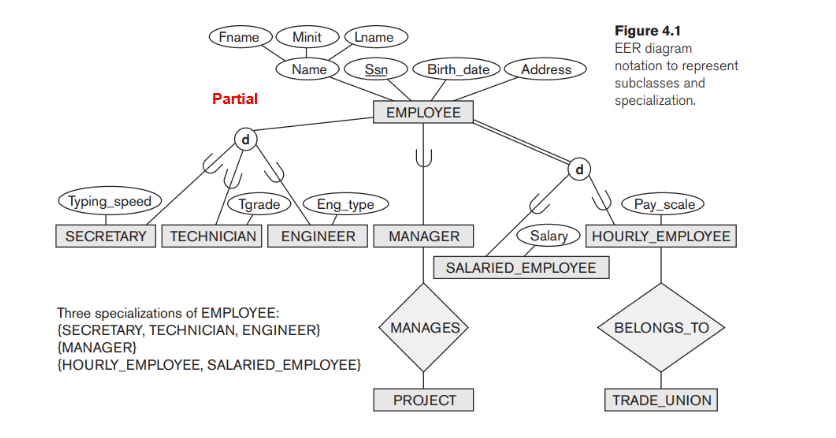 Figure 4.1
EER diagram
notation to represent
subclasses and
specialization.
Fname Minit Lname
Name Ssn Birth_date Address
Partial
EMPLOYEE
d
d
Typing_speed Tgrade Eng_type Pay_scale
SECRETARY TECHNICIAN ENGINEER MANAGER Salary HOURLY_EMPLOYEE
SALARIED_EMPLOYEE
Three specializations of EMPLOYEE:
{SECRETARY, TECHNICIAN, ENGINEER}
{MANAGER}
{HOURLY_EMPLOYEE, SALARIED_EMPLOYEE}
MANAGES BELONGS_TO
PROJECT TRADE_UNION